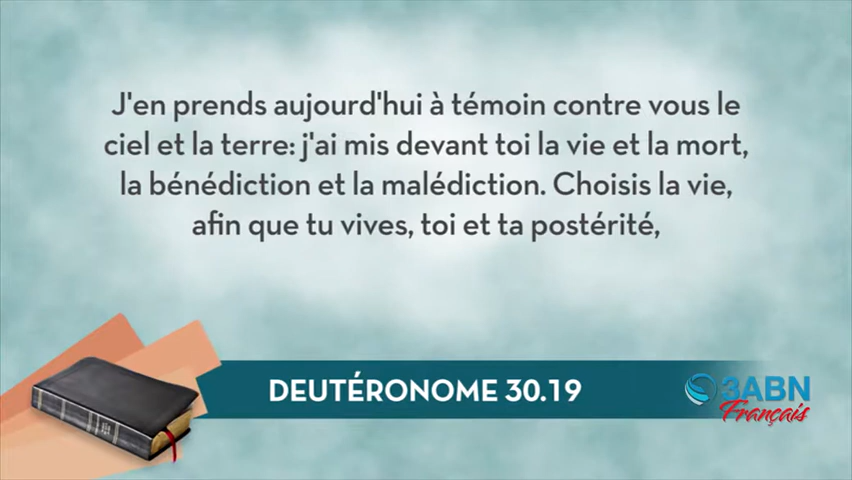 J'en prends aujourd'hui à témoin contre vous le
ciel et la terre: j'ai mis devant toi la vie et la mort,
la bénédiction et la malédiction. Choisis la vie,
afin que tu vives, toi et ta postérité,
DEUTÉRONOME 30.19
3ABN
Français